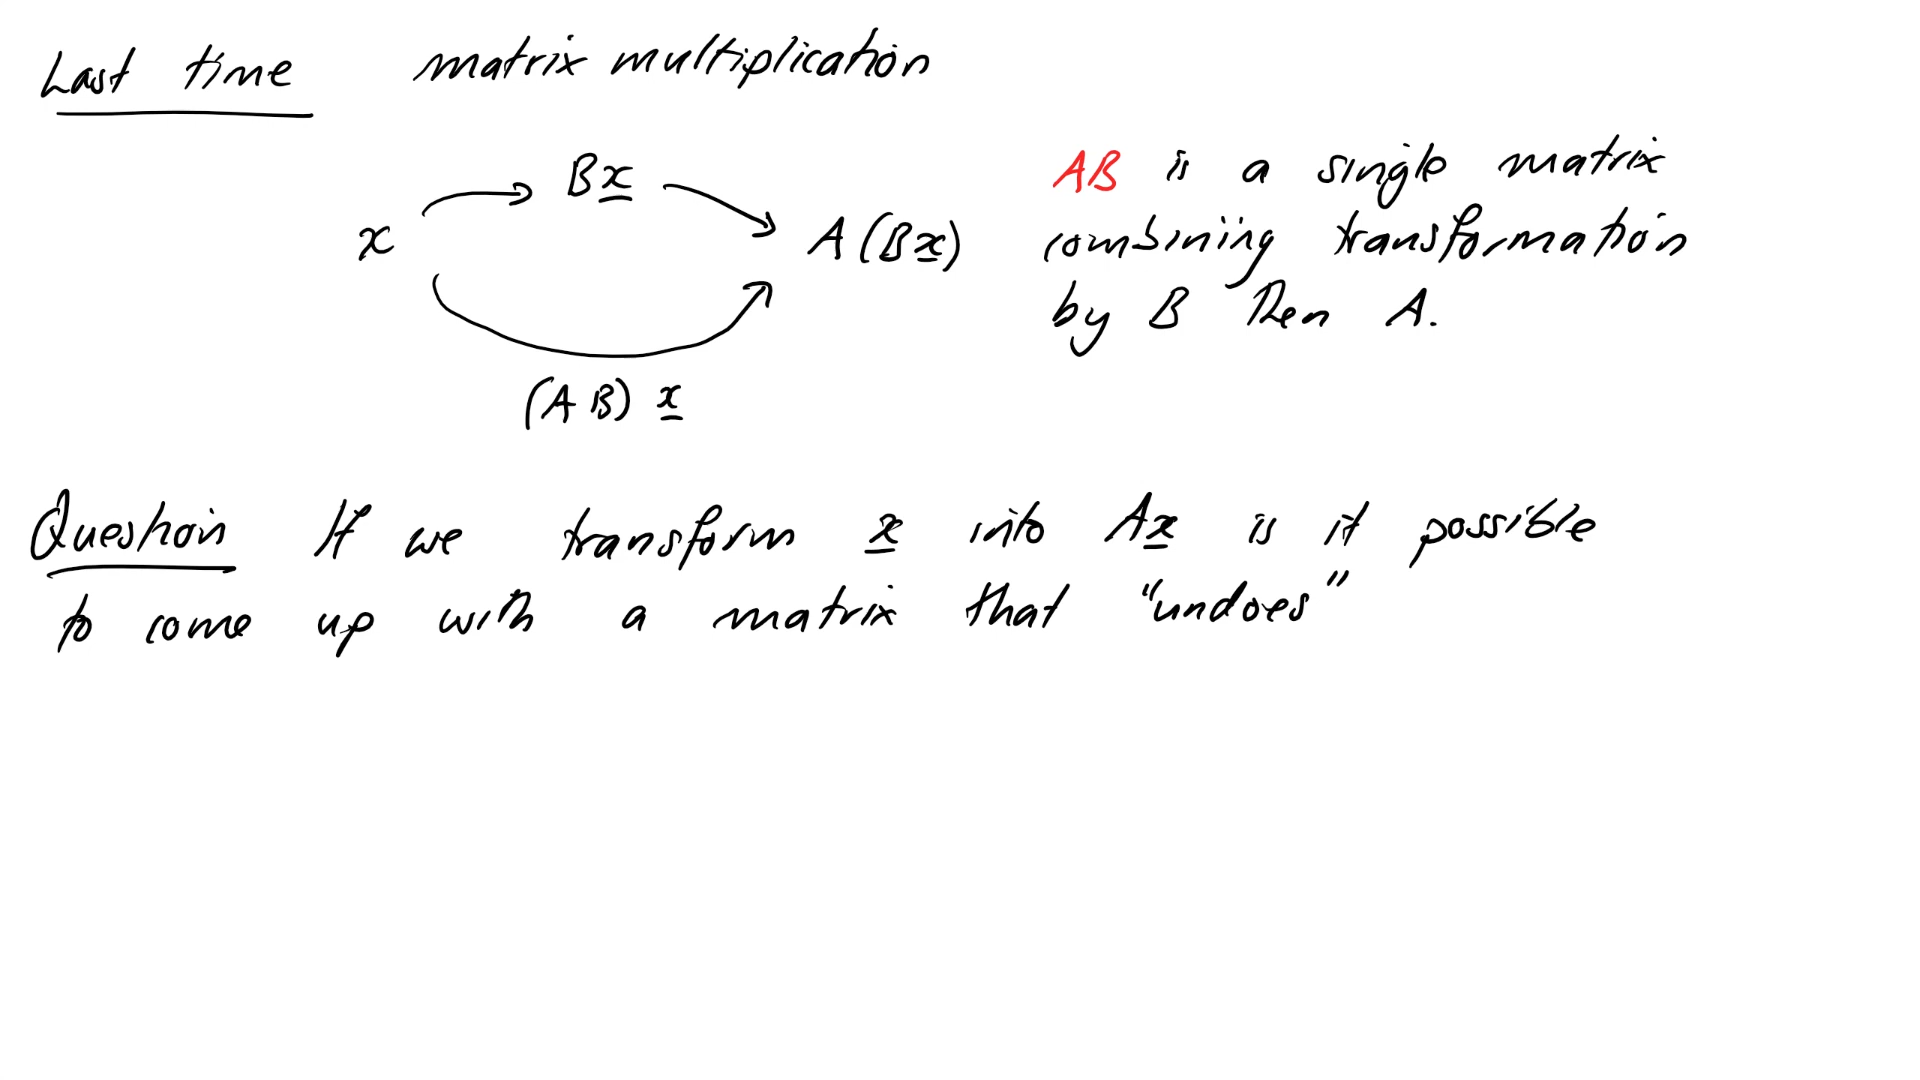 Last time matrix multiplication
Bx
x
A(Bx)
(AB) x
AB is a single matrix
combining transformation
by B then A.
Question If we transform x into Ax is it possible
to come up with a matrix that "undoes"